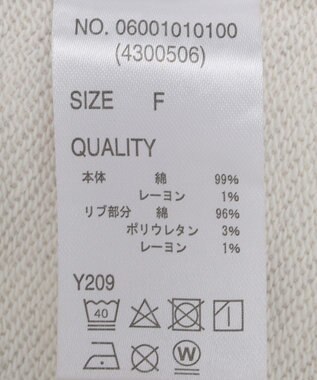 NO. 06001010100
(4300506)
SIZE F
QUALITY
本体 綿 99%
レーヨン 1%
リブ部分 綿 96%
ポリウレタン 3%
レーヨン 1%
Y209
40
W